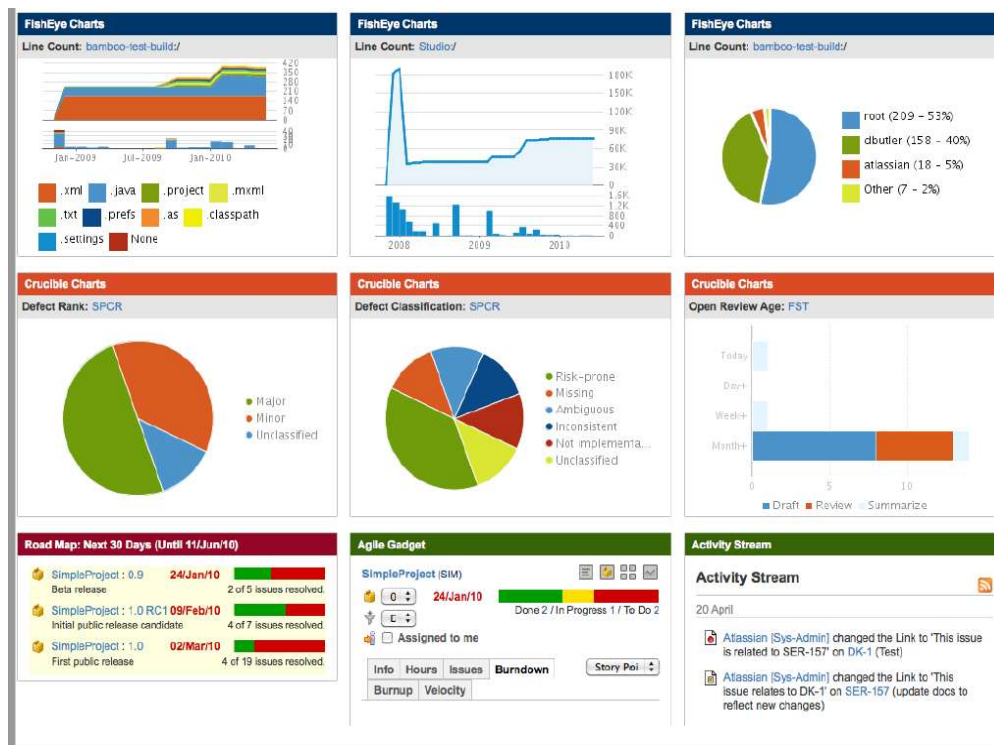 FishEye Charts
Line Count: bamboo-test-build:/
420
350
280
210
140
70
0
40
0
Jan-2009 Jul-2009 Jan-2010
.xml .java .project .mxml
.txt .prefs .as .classpath
.settings None
FishEye Charts
Line Count: Studio:/
180K
150K
120K
90K
60K
30K
0
1.6K
1.2K
800
400
0
2008 2009 2010
FishEye Charts
Line Count: bamboo-test-build:/
root (209 - 53%)
dbutler (158 - 40%)
atlassian (18 - 5%)
Other (7 - 2%)
Crucible Charts
Defect Rank: SPCR
Major
Minor
Unclassified
Crucible Charts
Defect Classification: SPCR
Risk-prone
Missing
Ambiguous
Inconsistent
Not implementa...
Unclassified
Crucible Charts
Open Review Age: FST
Today
Day+
Week+
Month+
0 5 10
Draft Review Summarize
Road Map: Next 30 Days (Until 11/Jun/10)
SimpleProject : 0.9 24/Jan/10
Beta release 2 of 5 issues resolved.
SimpleProject : 1.0 RC1 09/Feb/10
Initial public release candidate 4 of 7 issues resolved.
SimpleProject : 1.0 02/Mar/10
First public release 4 of 19 issues resolved.
Agile Gadget
SimpleProject (SIM)
0 24/Jan/10
Done 2 / In Progress 1 / To Do 2
Assigned to me
Info Hours Issues Burndown Story Poi
Burnup Velocity
Activity Stream
Activity Stream
20 April
Atlassian [Sys-Admin] changed the Link to 'This issue
is related to SER-157' on DK-1 (Test)
Atlassian [Sys-Admin] changed the Link to 'This
issue relates to DK-1' on SER-157 (update docs to
reflect new changes)